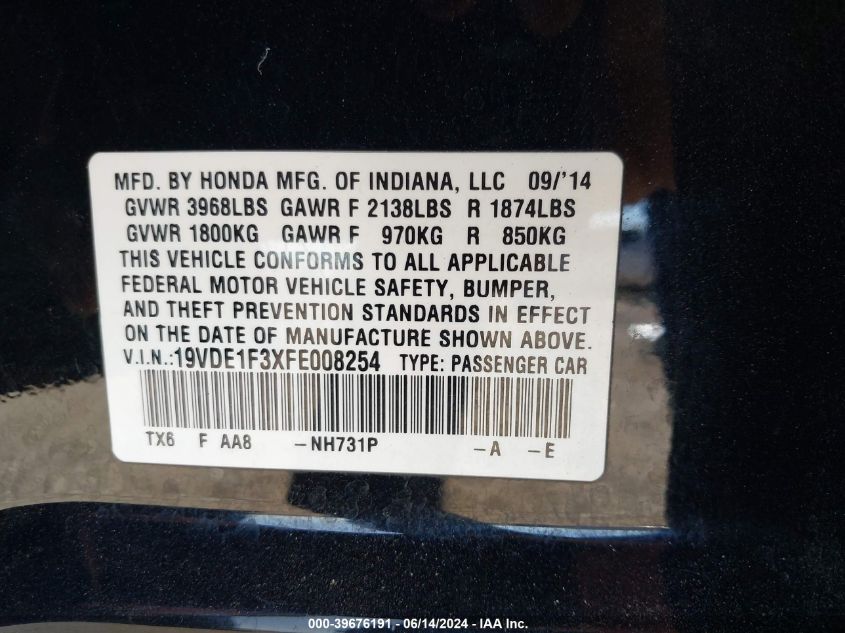 MFD. BY HONDA MFG. OF INDIANA, LLC 09/'14
GVWR 3968LBS GAWR F 2138LBS R 1874LBS
GVWR 1800KG GAWR F 970KG R 850KG
THIS VEHICLE CONFORMS TO ALL APPLICABLE
FEDERAL MOTOR VEHICLE SAFETY, BUMPER,
AND THEFT PREVENTION STANDARDS IN EFFECT
ON THE DATE OF MANUFACTURE SHOWN ABOVE.
V.I.N.:19VDE1F3XFE008254 TYPE: PASSENGER CAR
TX6 F AA8 -NH731P -A -E
000-39676191 - 06/14/2024 - IAA Inc.